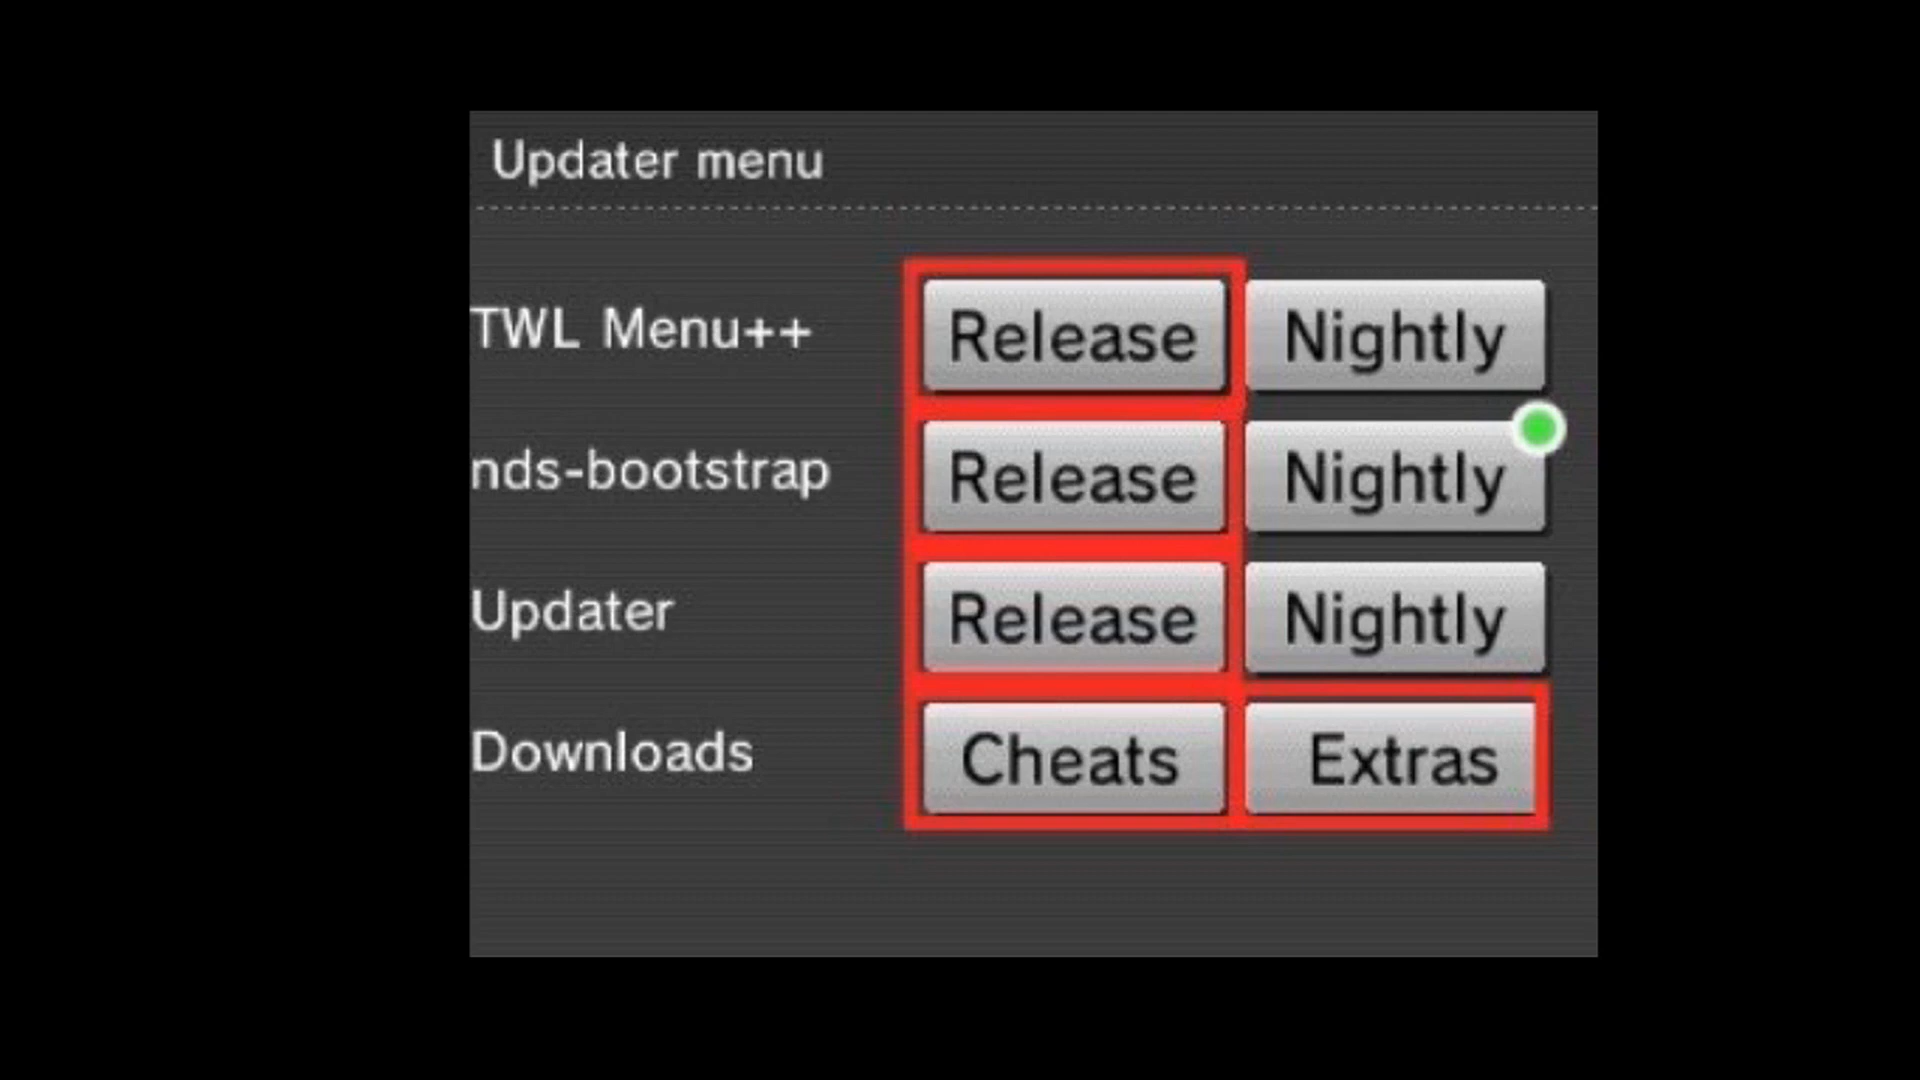 Updater menu
TWL Menu++ Release Nightly
nds-bootstrap Release Nightly
Updater Release Nightly
Downloads Cheats Extras